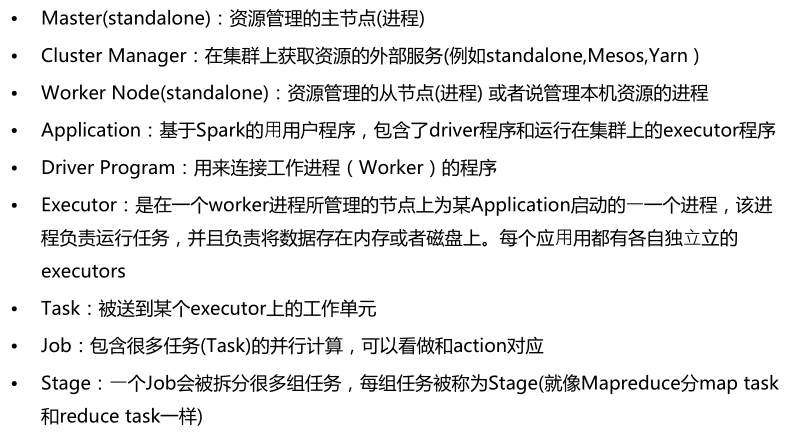 • Master(standalone)：资源管理的主节点(进程)
• Cluster Manager：在集群上获取资源的外部服务(例如standalone,Mesos,Yarn )
• Worker Node(standalone)：资源管理的从节点(进程) 或者说管理本机资源的进程
• Application：基于Spark的⽤用户程序，包含了driver程序和运行在集群上的executor程序
• Driver Program：用来连接工作进程（Worker）的程序
• Executor：是在一个worker进程所管理的节点上为某Application启动的⼀一个进程，该进
程负责运行任务，并且负责将数据存在内存或者磁盘上。每个应⽤用都有各自独⽴立的
executors
• Task：被送到某个executor上的工作单元
• Job：包含很多任务(Task)的并行计算，可以看做和action对应
• Stage：⼀个Job会被拆分很多组任务，每组任务被称为Stage(就像Mapreduce分map task
和reduce task一样)